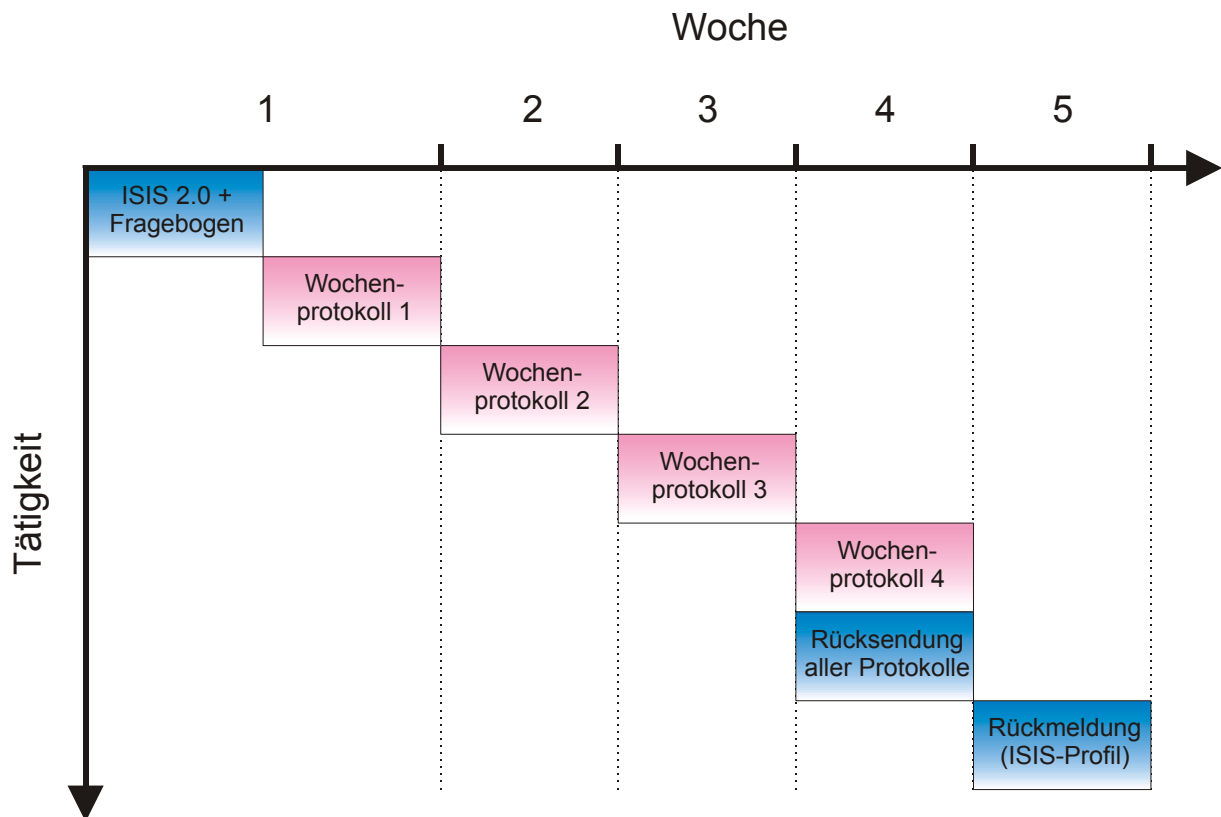 Woche
1 2 3 4 5
ISIS 2.0 +
Fragebogen
Wochen-
protokoll 1
Wochen-
protokoll 2
Wochen-
protokoll 3
Wochen-
protokoll 4
Rücksendung
aller Protokolle
Rückmeldung
(ISIS-Profil)
Tätigkeit